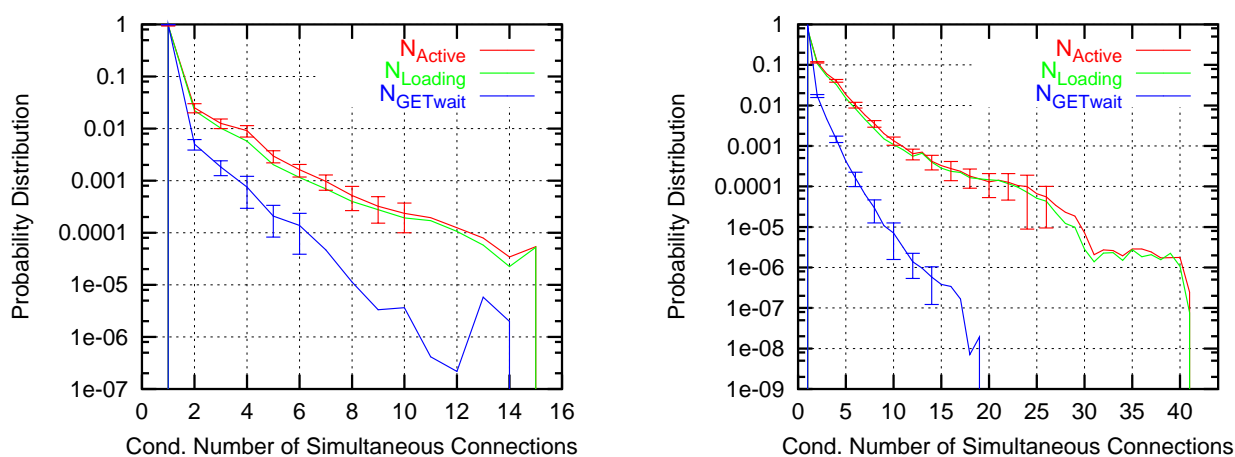 Probability Distribution
1
0.1
0.01
0.001
0.0001
1e-05
1e-06
1e-07
0 2 4 6 8 10 12 14 16
Cond. Number of Simultaneous Connections
NActive
NLoading
NGETwait
Probability Distribution
1
0.1
0.01
0.001
0.0001
1e-05
1e-06
1e-07
1e-08
1e-09
0 5 10 15 20 25 30 35 40
Cond. Number of Simultaneous Connections
NActive
NLoading
NGETwait